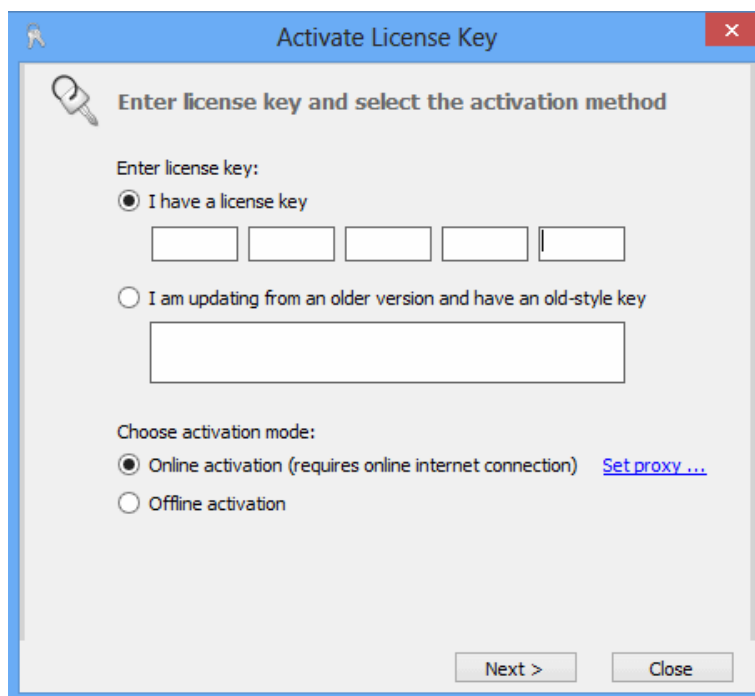 Activate License Key
Enter license key and select the activation method
Enter license key:
I have a license key
I am updating from an older version and have an old-style key
Choose activation mode:
Online activation (requires online internet connection) Set proxy ...
Offline activation
Next > Close